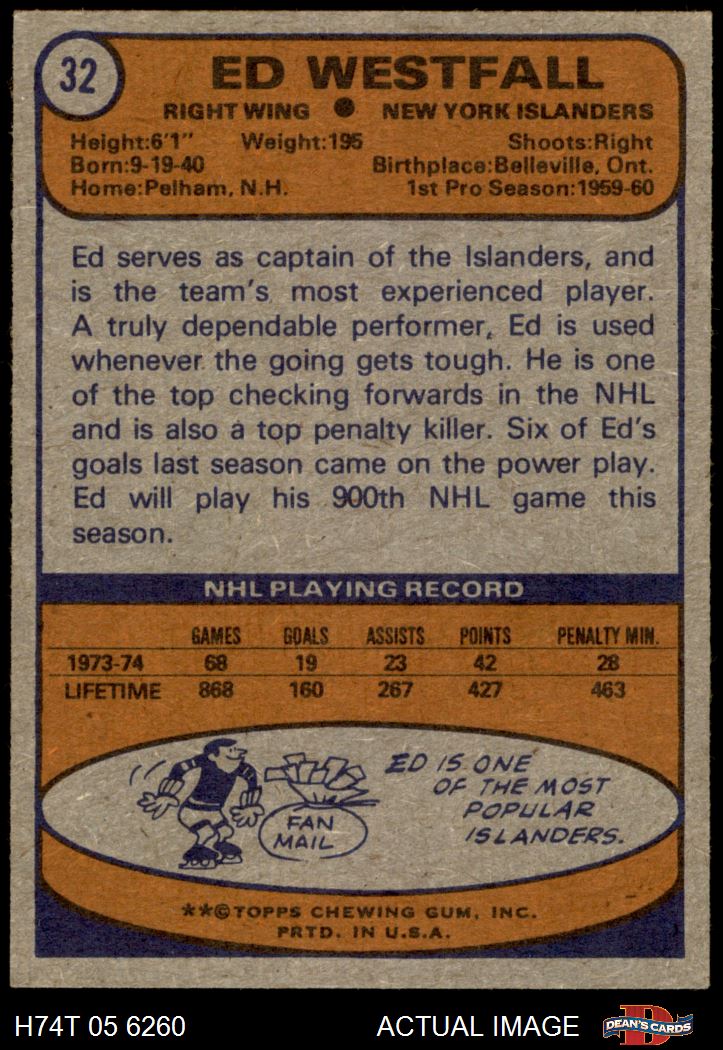 32
ED WESTFALL
RIGHT WING ● NEW YORK ISLANDERS
Height:6'1" Weight:195 Shoots:Right
Born:9-19-40 Birthplace:Belleville, Ont.
Home:Pelham, N.H. 1st Pro Season:1959-60
Ed serves as captain of the Islanders, and
is the team's most experienced player.
A truly dependable performer, Ed is used
whenever the going gets tough. He is one
of the top checking forwards in the NHL
and is also a top penalty killer. Six of Ed's
goals last season came on the power play.
Ed will play his 900th NHL game this
season.
NHL PLAYING RECORD
GAMES GOALS ASSISTS POINTS PENALTY MIN.
1973-74 68 19 23 42 28
LIFETIME 868 160 267 427 463
FAN
MAIL
ED IS ONE
OF THE MOST
POPULAR
ISLANDERS.
**©TOPPS CHEWING GUM, INC.
PRTD. IN U.S.A.
H74T 05 6260 ACTUAL IMAGE
D
DEAN'S CARDS